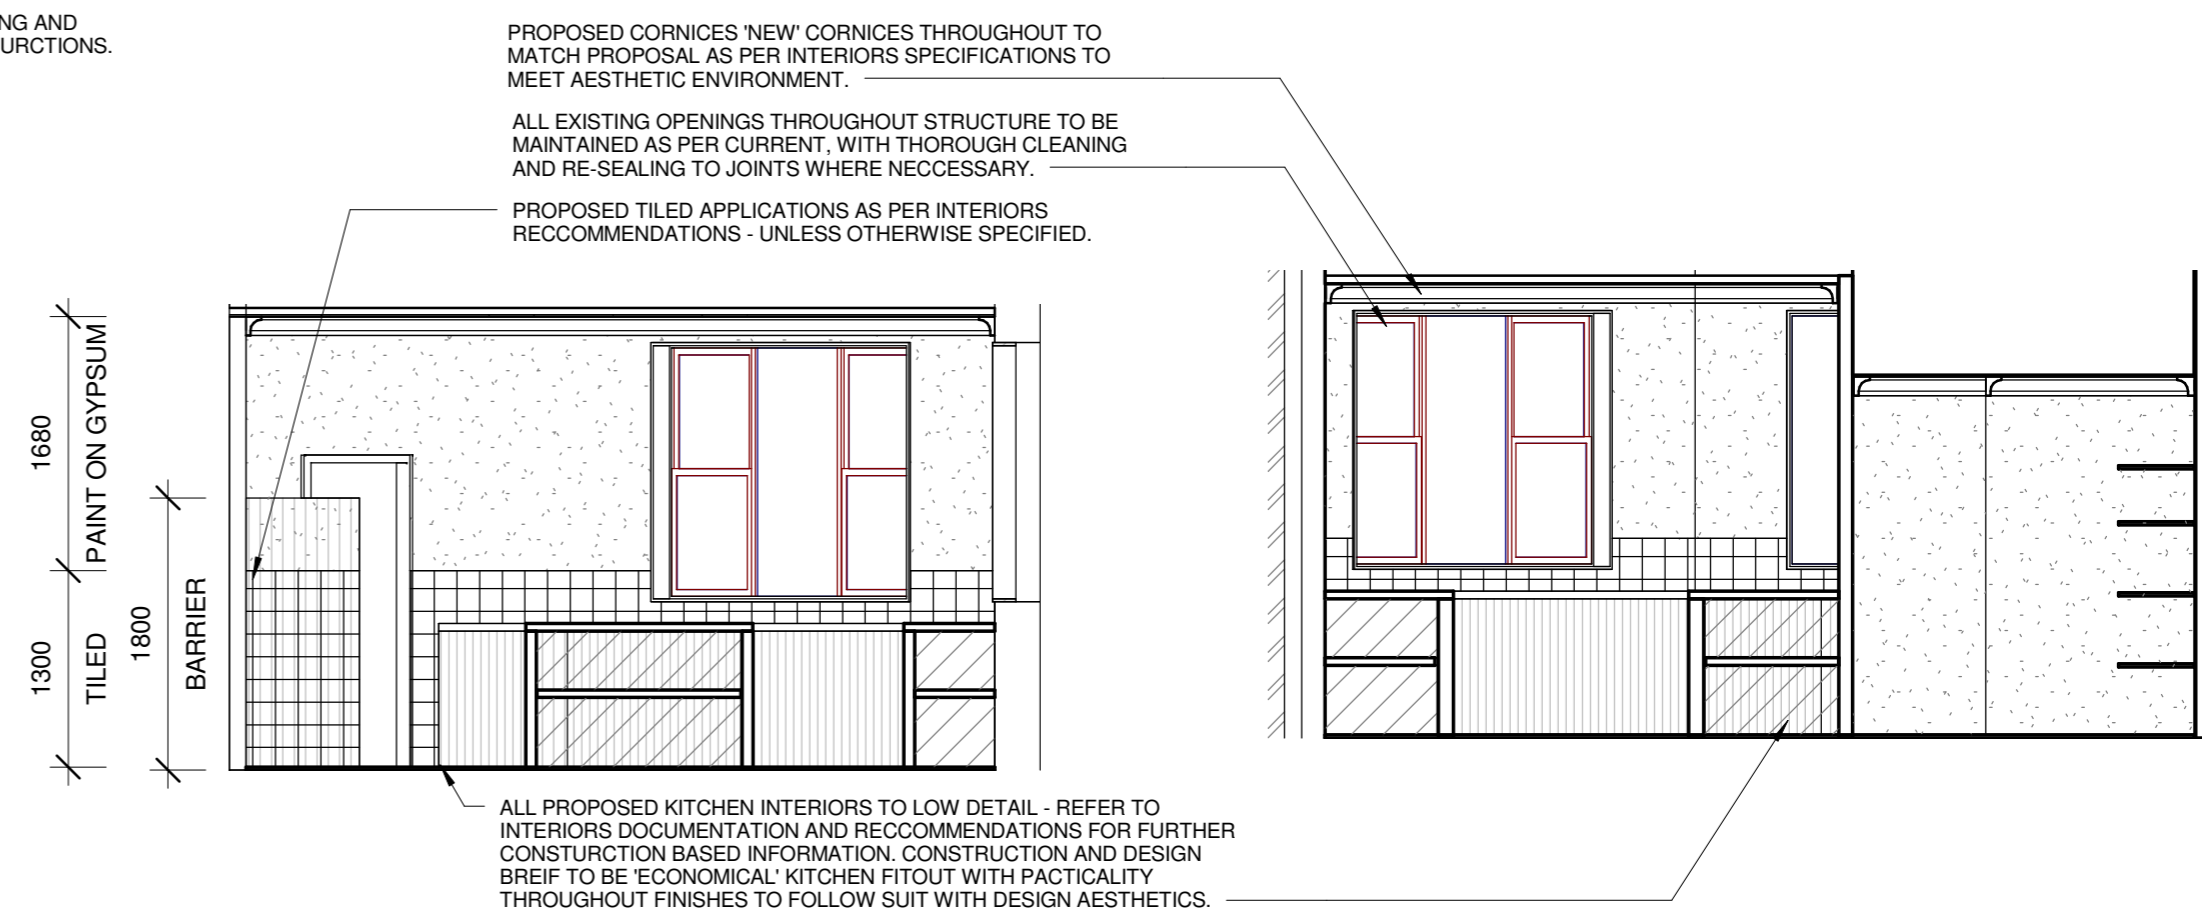 NG AND
URCTIONS.
PROPOSED CORNICES 'NEW' CORNICES THROUGHOUT TO
MATCH PROPOSAL AS PER INTERIORS SPECIFICATIONS TO
MEET AESTHETIC ENVIRONMENT.
ALL EXISTING OPENINGS THROUGHOUT STRUCTURE TO BE
MAINTAINED AS PER CURRENT, WITH THOROUGH CLEANING
AND RE-SEALING TO JOINTS WHERE NECCESSARY.
PROPOSED TILED APPLICATIONS AS PER INTERIORS
RECCOMMENDATIONS - UNLESS OTHERWISE SPECIFIED.
1680
PAINT ON GYPSUM
1300
TILED
1800
BARRIER
ALL PROPOSED KITCHEN INTERIORS TO LOW DETAIL - REFER TO
INTERIORS DOCUMENTATION AND RECCOMMENDATIONS FOR FURTHER
CONSTURCTION BASED INFORMATION. CONSTRUCTION AND DESIGN
BREIF TO BE 'ECONOMICAL' KITCHEN FITOUT WITH PACTICALITY
THROUGHOUT FINISHES TO FOLLOW SUIT WITH DESIGN AESTHETICS.